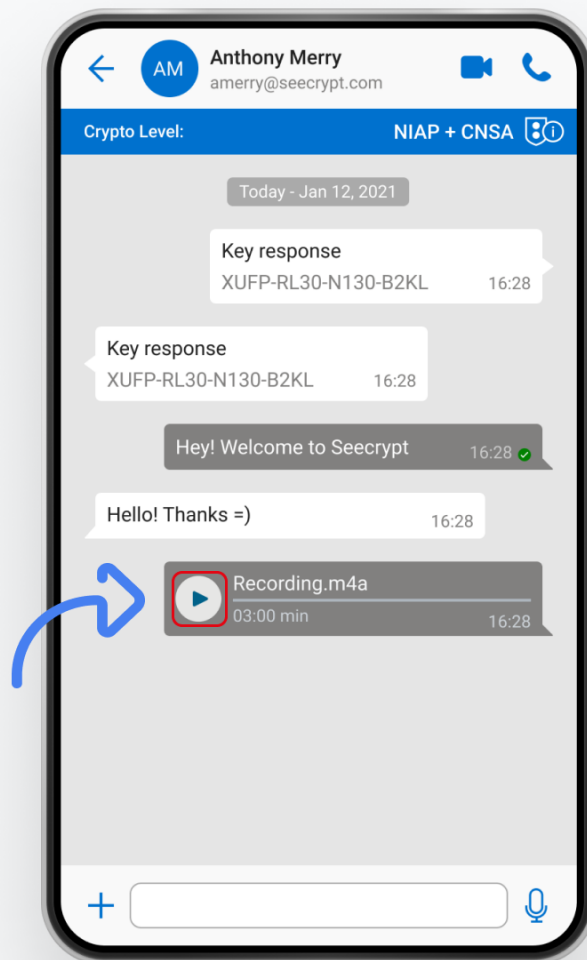 AM
Anthony Merry
amerry@seecrypt.com
Crypto Level:
NIAP + CNSA
Today - Jan 12, 2021
Key response
XUFP-RL30-N130-B2KL 16:28
Key response
XUFP-RL30-N130-B2KL 16:28
Hey! Welcome to Seecrypt 16:28
Hello! Thanks =) 16:28
Recording.m4a
03:00 min 16:28